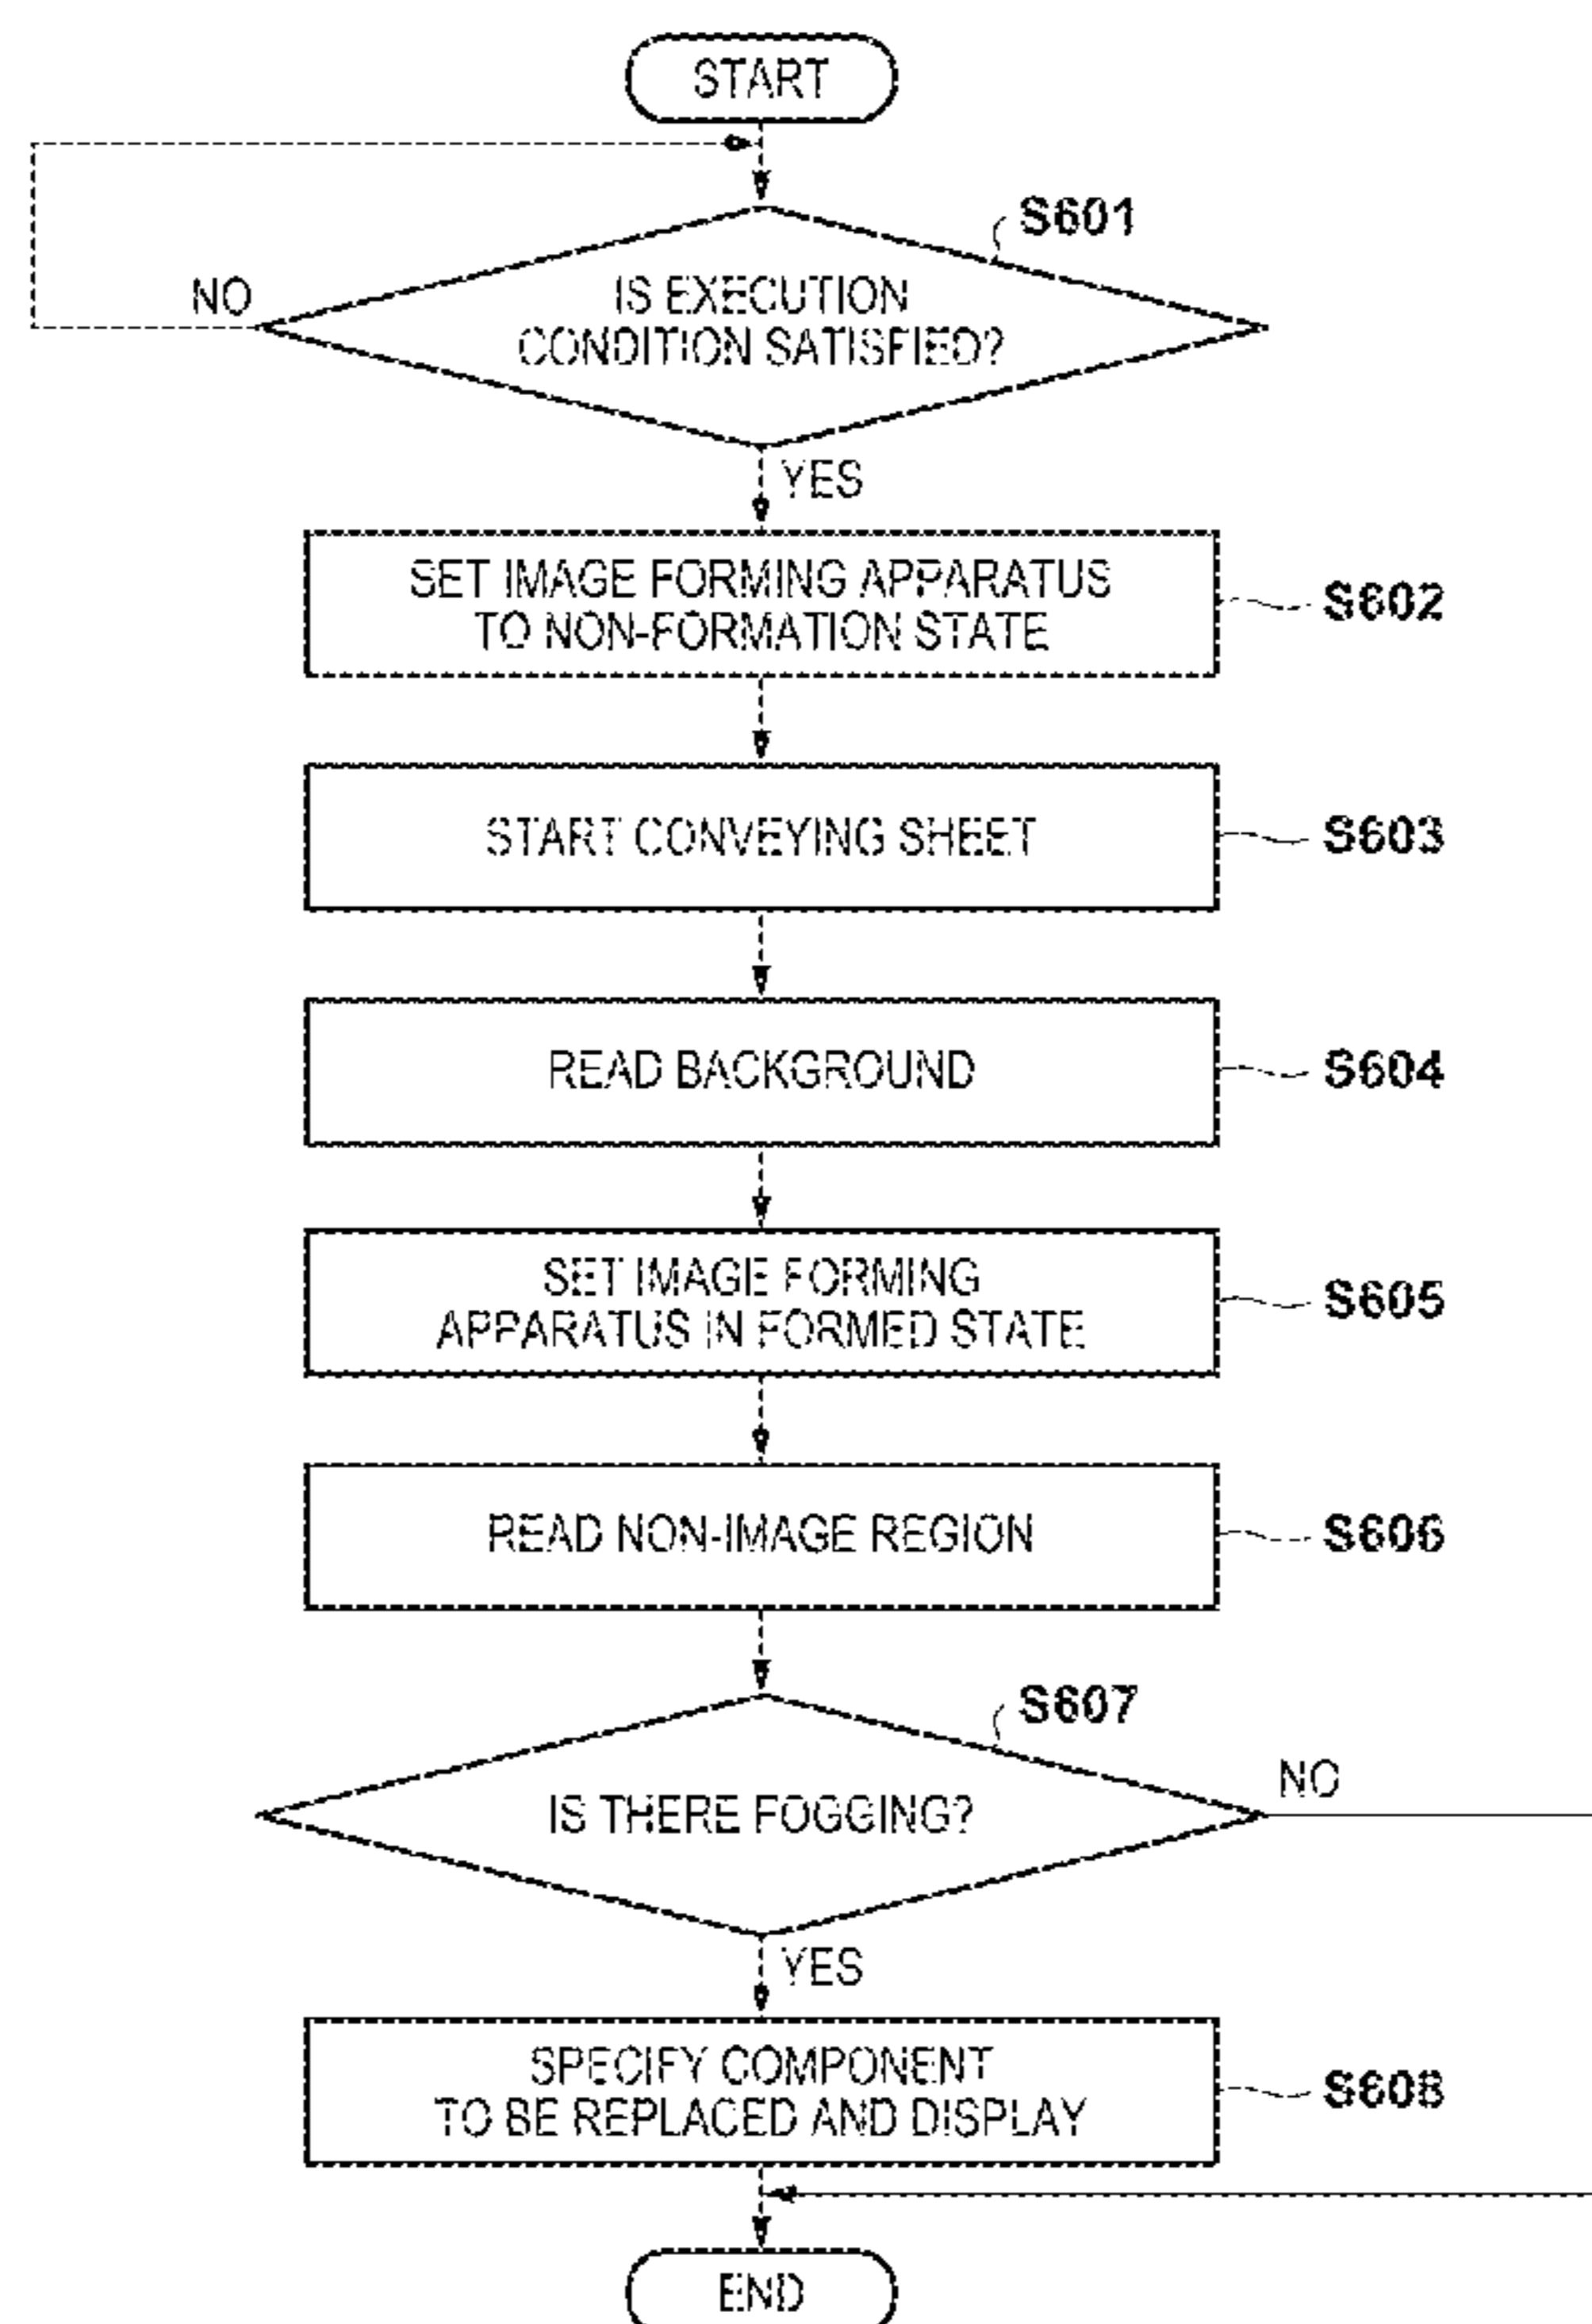 START
S601
NO
IS EXECUTION
CONDITION SATISFIED?
YES
SET IMAGE FORMING APPARATUS
TO NON-FORMATION STATE
S602
START CONVEYING SHEET
S603
READ BACKGROUND
S604
SET IMAGE FORMING
APPARATUS IN FORMED STATE
S605
READ NON-IMAGE REGION
S606
S607
NO
IS THERE FOGGING?
YES
SPECIFY COMPONENT
TO BE REPLACED AND DISPLAY
S608
END